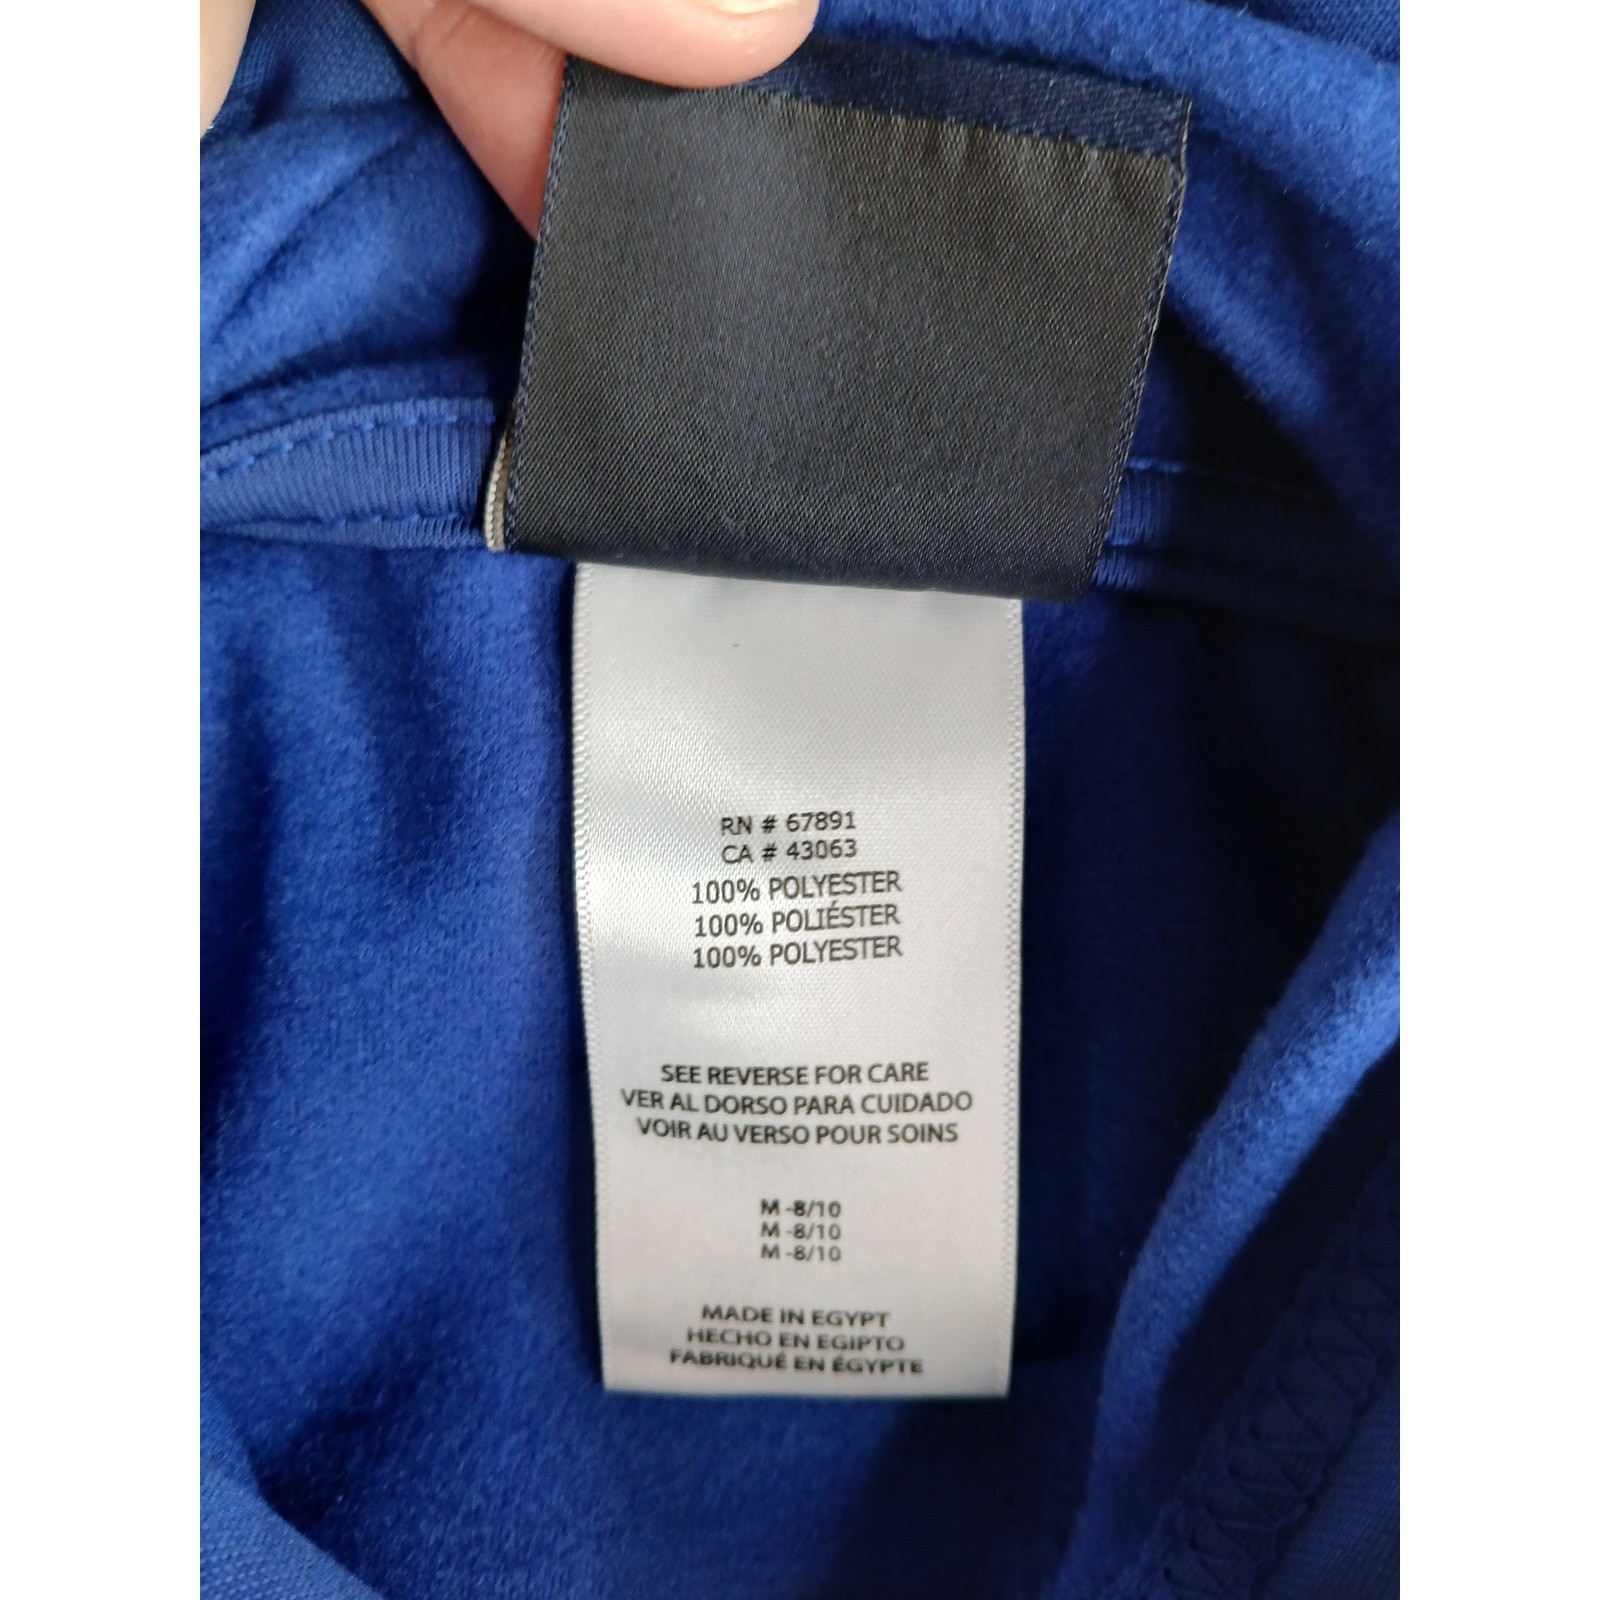 RN # 67891
CA # 43063
100% POLYESTER
100% POLIÉSTER
100% POLYESTER
SEE REVERSE FOR CARE
VER AL DORSO PARA CUIDADO
VOIR AU VERSO POUR SOINS
M -8/10
M -8/10
M -8/10
MADE IN EGYPT
HECHO EN EGIPTO
FABRIQUÉ EN ÉGYPTE